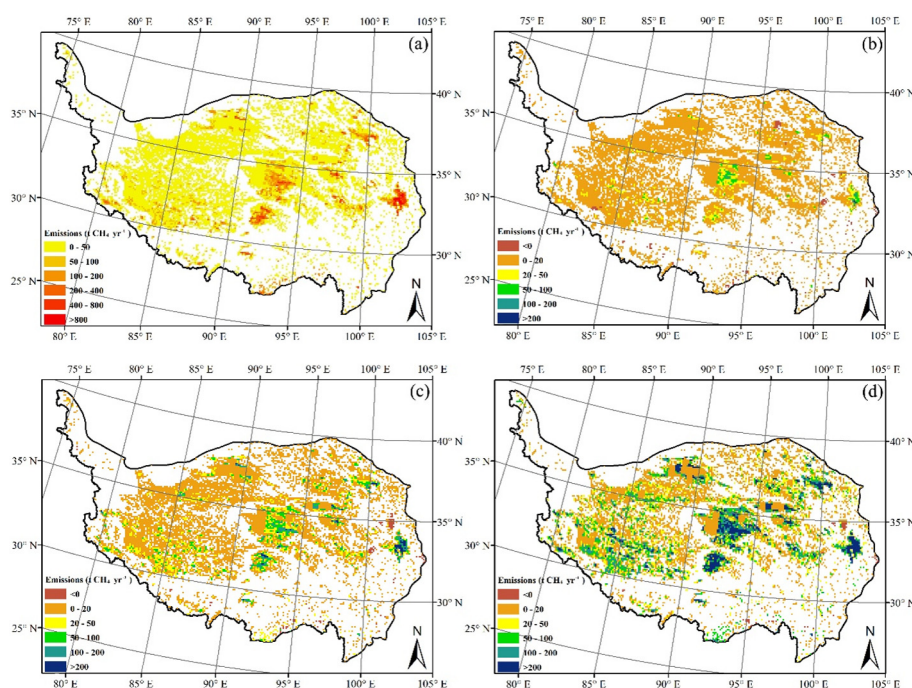 75° E 80° E 85° E 90° E 95° E 100° E 105° E
(a)
40° N
35° N
35° N
30° N
30° N
25° N
Emissions (t CH₄ yr⁻¹)
0 - 50
50 - 100
100 - 200
200 - 400
400 - 800
>800
N
80° E 85° E 90° E 95° E 100° E 105° E
75° E 80° E 85° E 90° E 95° E 100° E 105° E
(b)
40° N
35° N
35° N
30° N
30° N
25° N
Emissions (t CH₄ yr⁻¹)
<0
0 - 20
20 - 50
50 - 100
100 - 200
>200
N
80° E 85° E 90° E 95° E 100° E 105° E
75° E 80° E 85° E 90° E 95° E 100° E 105° E
(c)
40° N
35° N
35° N
30° N
30° N
25° N
Emissions (t CH₄ yr⁻¹)
<0
0 - 20
20 - 50
50 - 100
100 - 200
>200
N
80° E 85° E 90° E 95° E 100° E 105° E
75° E 80° E 85° E 90° E 95° E 100° E 105° E
(d)
40° N
35° N
35° N
30° N
30° N
25° N
Emissions (t CH₄ yr⁻¹)
<0
0 - 20
20 - 50
50 - 100
100 - 200
>200
N
80° E 85° E 90° E 95° E 100° E 105° E